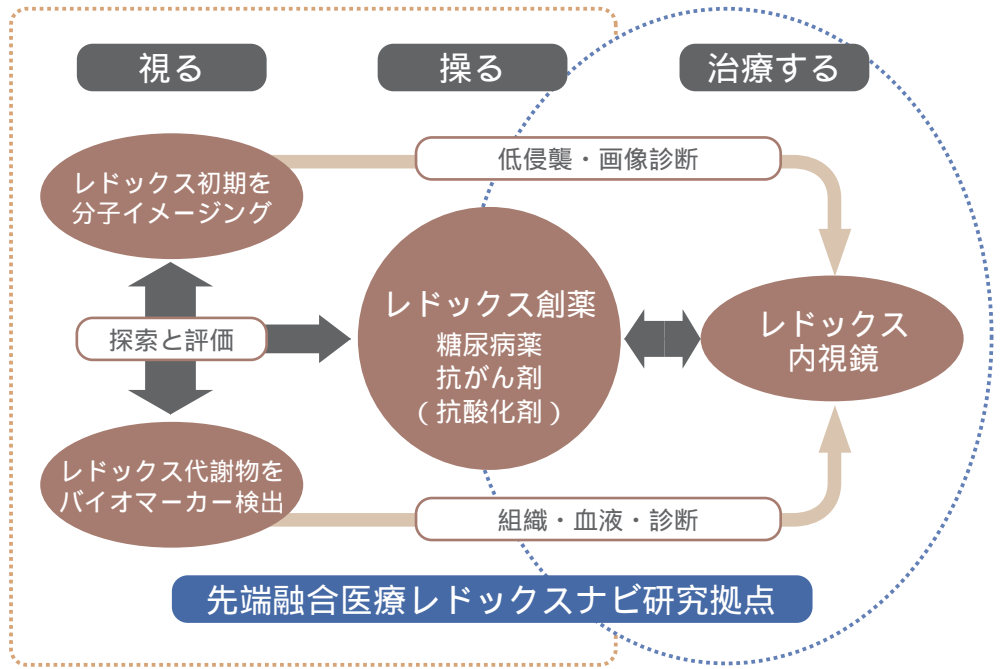 視る
操る
治療する
低侵襲・画像診断
レドックス初期を
分子イメージング
レドックス創薬
糖尿病薬
抗がん剤
（抗酸化剤）
探索と評価
レドックス
内視鏡
レドックス代謝物を
バイオマーカー検出
組織・血液・診断
先端融合医療レドックスナビ研究拠点